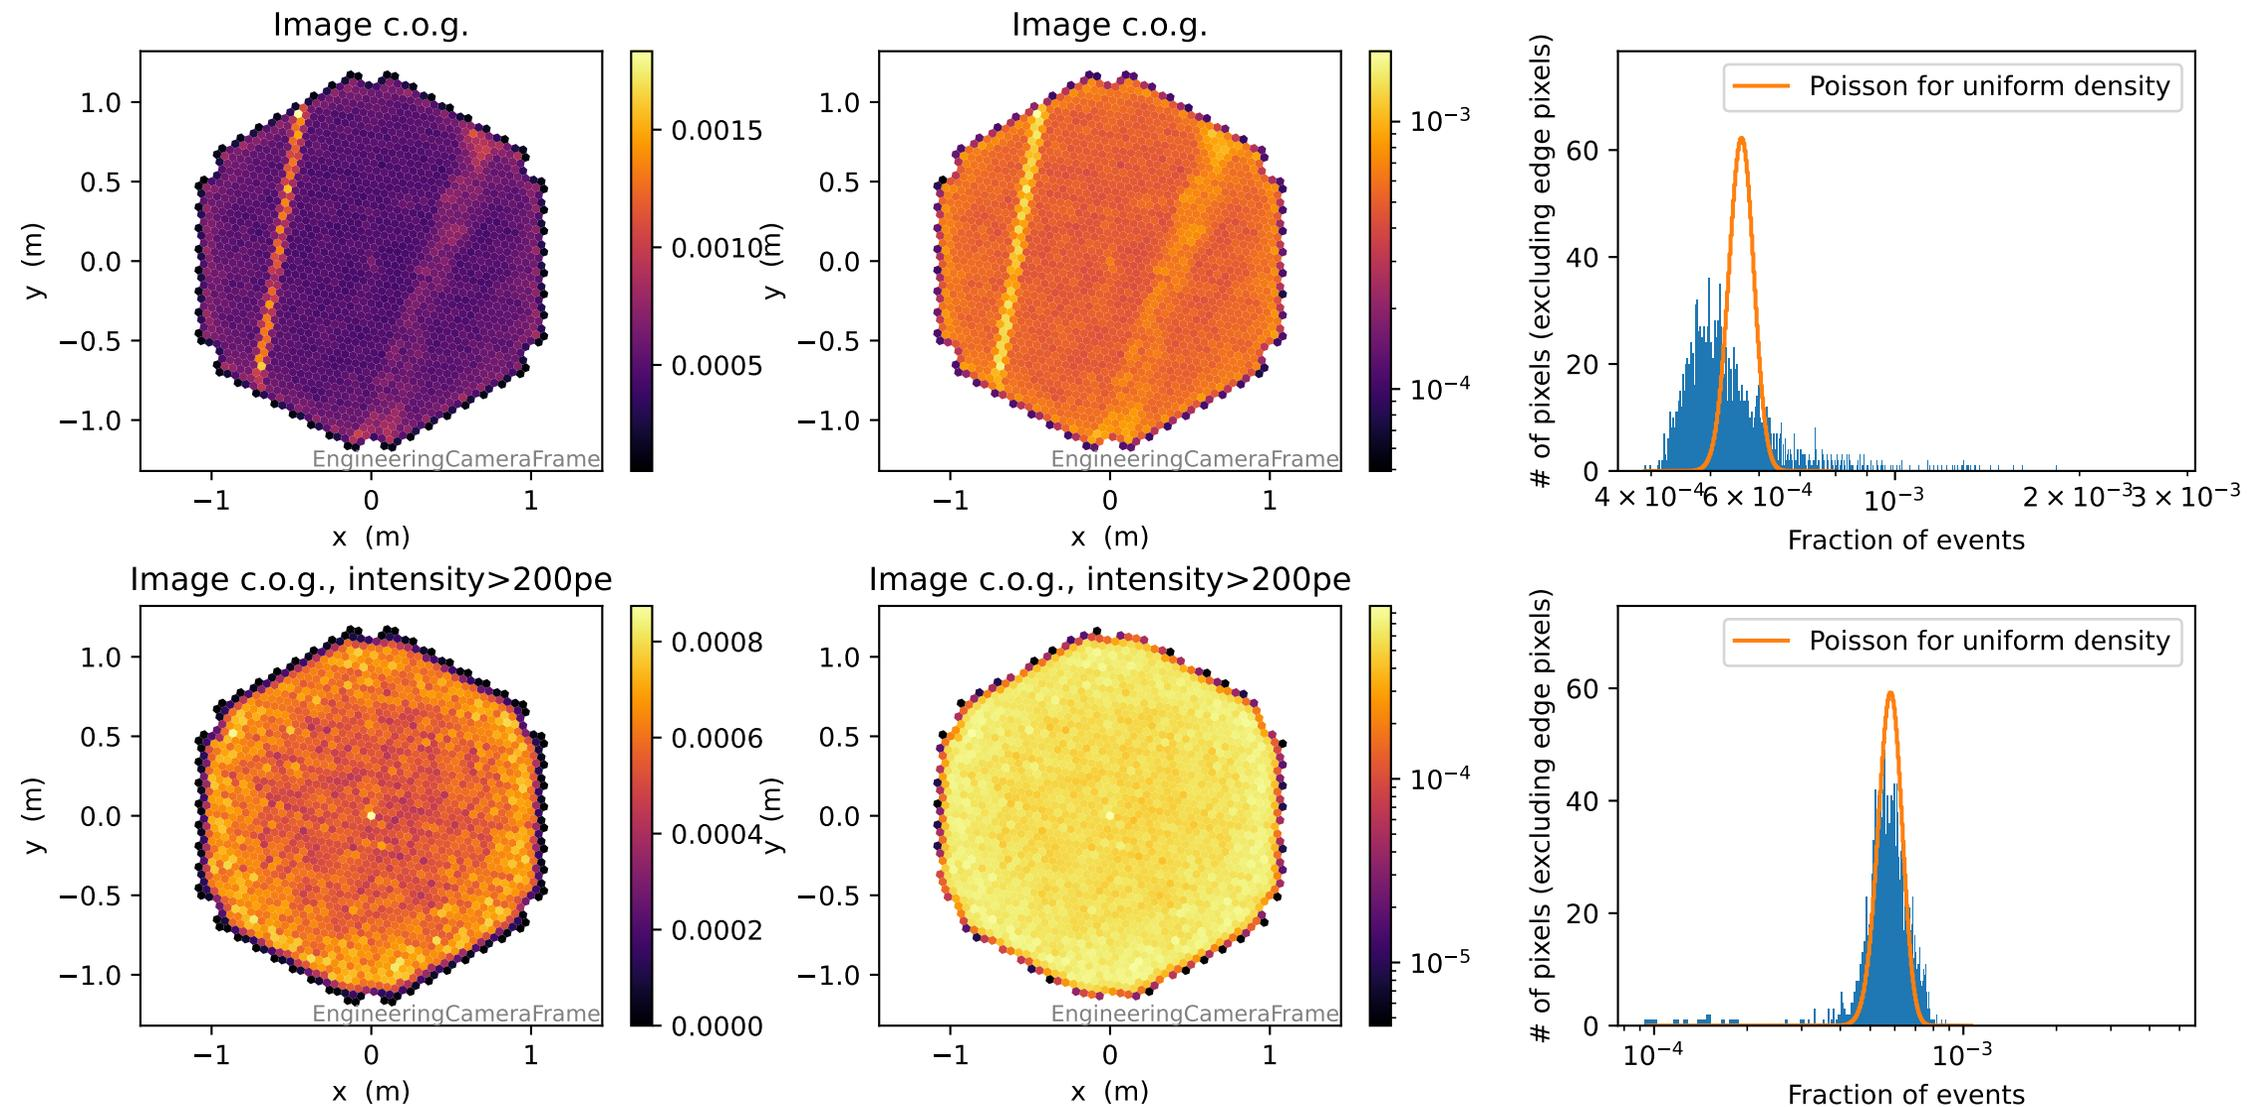 Image c.o.g.
y (m)
1.0
0.5
0.0
−0.5
−1.0
EngineeringCameraFrame
−1 0 1
x (m)
0.0015
0.0010
0.0005
Image c.o.g.
y (m)
1.0
0.5
0.0
−0.5
−1.0
EngineeringCameraFrame
−1 0 1
x (m)
10⁻³
10⁻⁴
# of pixels (excluding edge pixels)
Poisson for uniform density
60
40
20
0
4 × 10⁻⁴ 6 × 10⁻⁴ 10⁻³ 2 × 10⁻³ 3 × 10⁻³
Fraction of events
Image c.o.g., intensity>200pe
y (m)
1.0
0.5
0.0
−0.5
−1.0
EngineeringCameraFrame
−1 0 1
x (m)
0.0008
0.0006
0.0004
0.0002
0.0000
Image c.o.g., intensity>200pe
y (m)
1.0
0.5
0.0
−0.5
−1.0
EngineeringCameraFrame
−1 0 1
x (m)
10⁻⁴
10⁻⁵
# of pixels (excluding edge pixels)
Poisson for uniform density
60
40
20
0
10⁻⁴ 10⁻³
Fraction of events